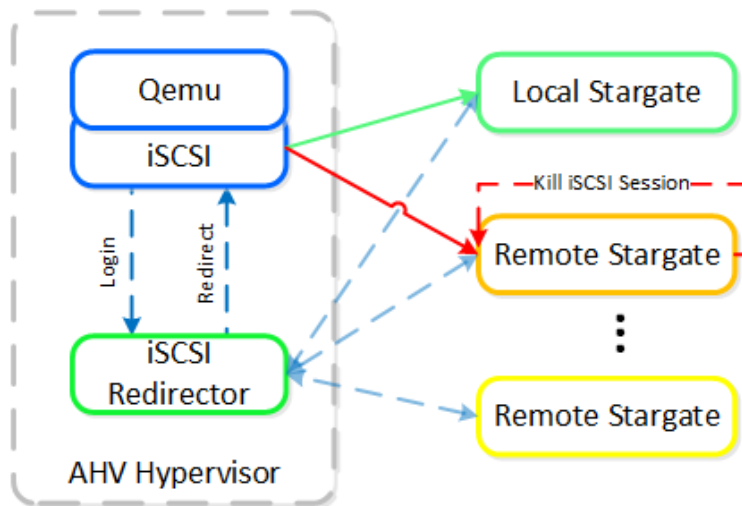 Qemu
iSCSI
Login
Redirect
iSCSI
Redirector
AHV Hypervisor
Local Stargate
Kill iSCSI Session
Remote Stargate
Remote Stargate